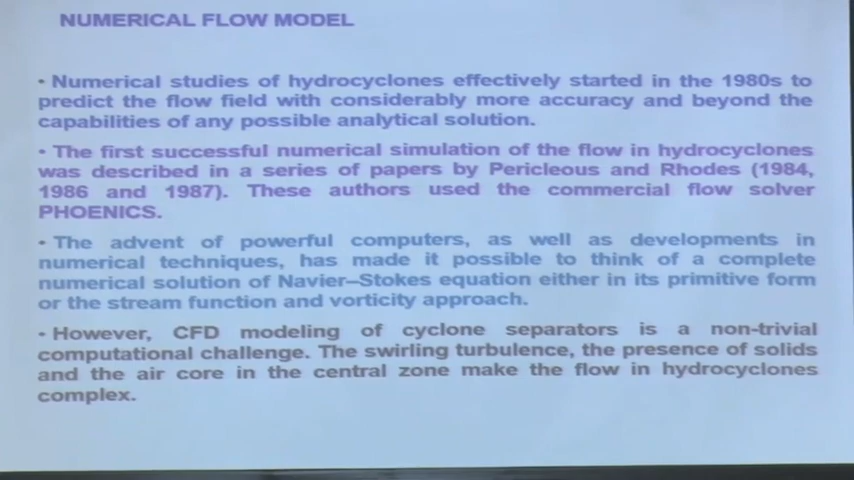 NUMERICAL FLOW MODEL
• Numerical studies of hydrocyclones effectively started in the 1980s to
predict the flow field with considerably more accuracy and beyond the
capabilities of any possible analytical solution.
• The first successful numerical simulation of the flow in hydrocyclones
was described in a series of papers by Pericleous and Rhodes (1984,
1986 and 1987). These authors used the commercial flow solver
PHOENICS.
• The advent of powerful computers, as well as developments in
numerical techniques, has made it possible to think of a complete
numerical solution of Navier–Stokes equation either in its primitive form
or the stream function and vorticity approach.
• However, CFD modeling of cyclone separators is a non-trivial
computational challenge. The swirling turbulence, the presence of solids
and the air core in the central zone make the flow in hydrocyclones
complex.